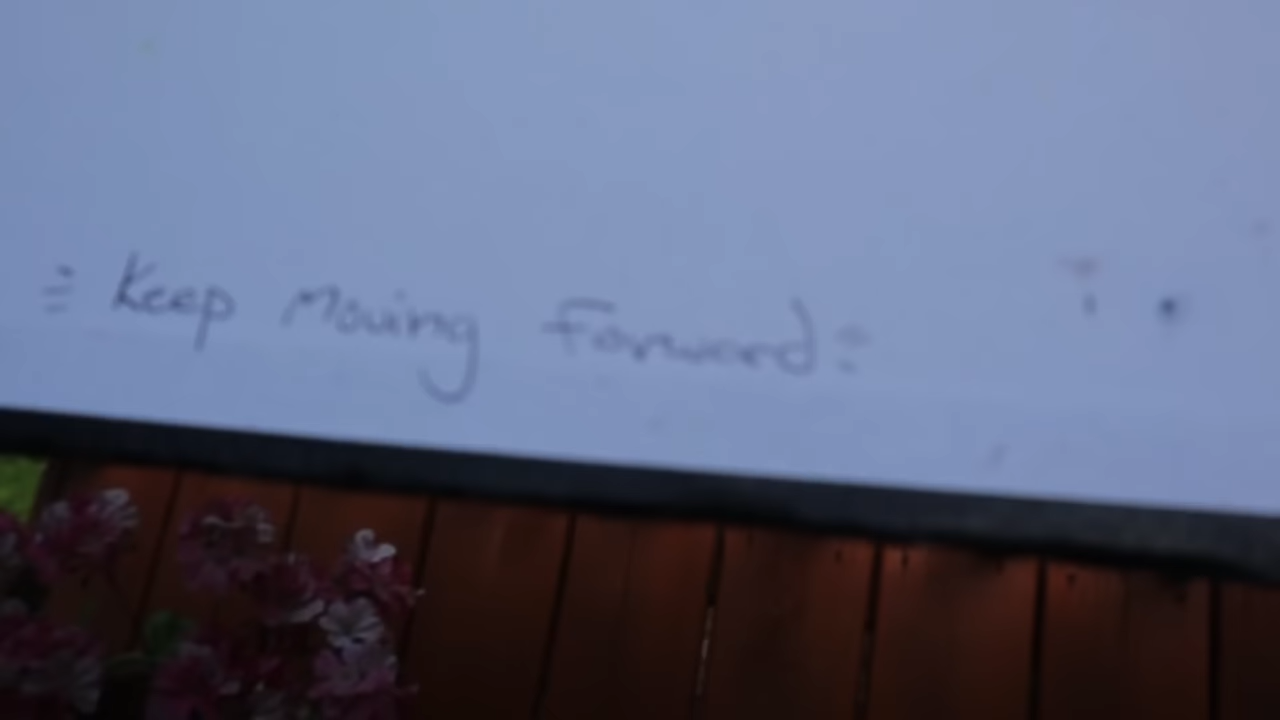 = Keep Moving Forward =